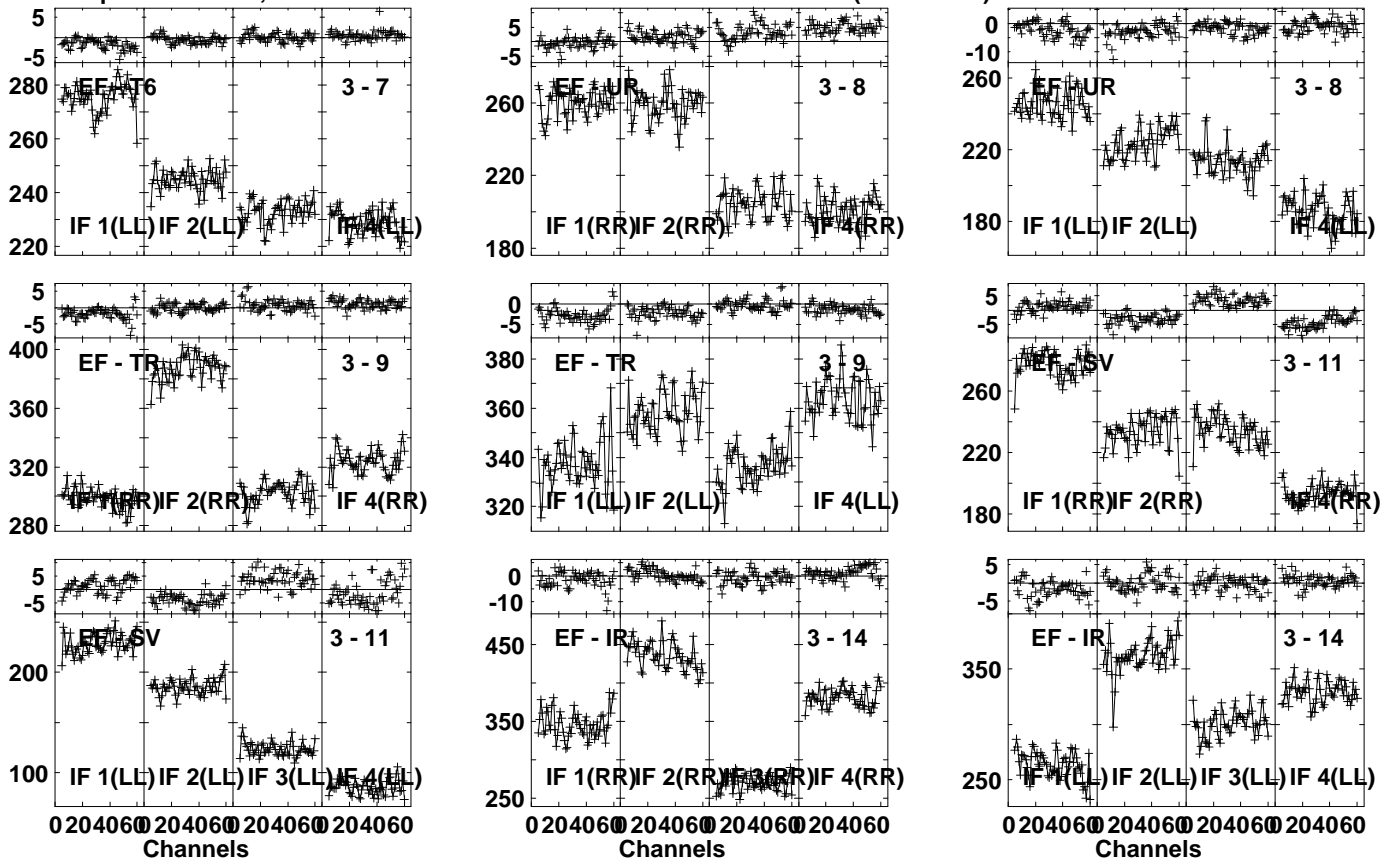 5 5 0
-5 -5 -10
280 EF - T6 3 - 7 260 EF - UR 3 - 8 260 EF - UR 3 - 8
260
240 220 220
220 IF 1(LL) IF 2(LL) IF 4(LL) 180 IF 1(RR) IF 2(RR) IF 4(RR) 180 IF 1(LL) IF 2(LL) IF 4(LL)
5 0 5
-5 -5 -5
400 EF - TR 3 - 9 380 EF - TR 3 - 9 EF - SV 3 - 11
360 360 260
320 340 220
280 IF 1(RR) IF 2(RR) IF 4(RR) 320 IF 1(LL) IF 2(LL) IF 4(LL) 180 IF 1(RR) IF 2(RR) IF 4(RR)
5 0 5
-5 -10 -5
EF - SV 3 - 11 450 EF - IR 3 - 14 EF - IR 3 - 14
200 350 350
100 IF 1(LL) IF 2(LL) IF 3(LL) IF 4(LL) 250 IF 1(RR) IF 2(RR) IF 3(RR) IF 4(RR) 250 IF 1(LL) IF 2(LL) IF 3(LL) IF 4(LL)
0 204060 0 204060 0 204060 0 204060 0 204060 0 204060 0 204060 0 204060 0 204060 0 204060 0 204060 0 204060
Channels Channels Channels